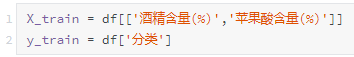 1 X_train = df[['酒精含量(%)','苹果酸含量(%)']]
2 y_train = df['分类']